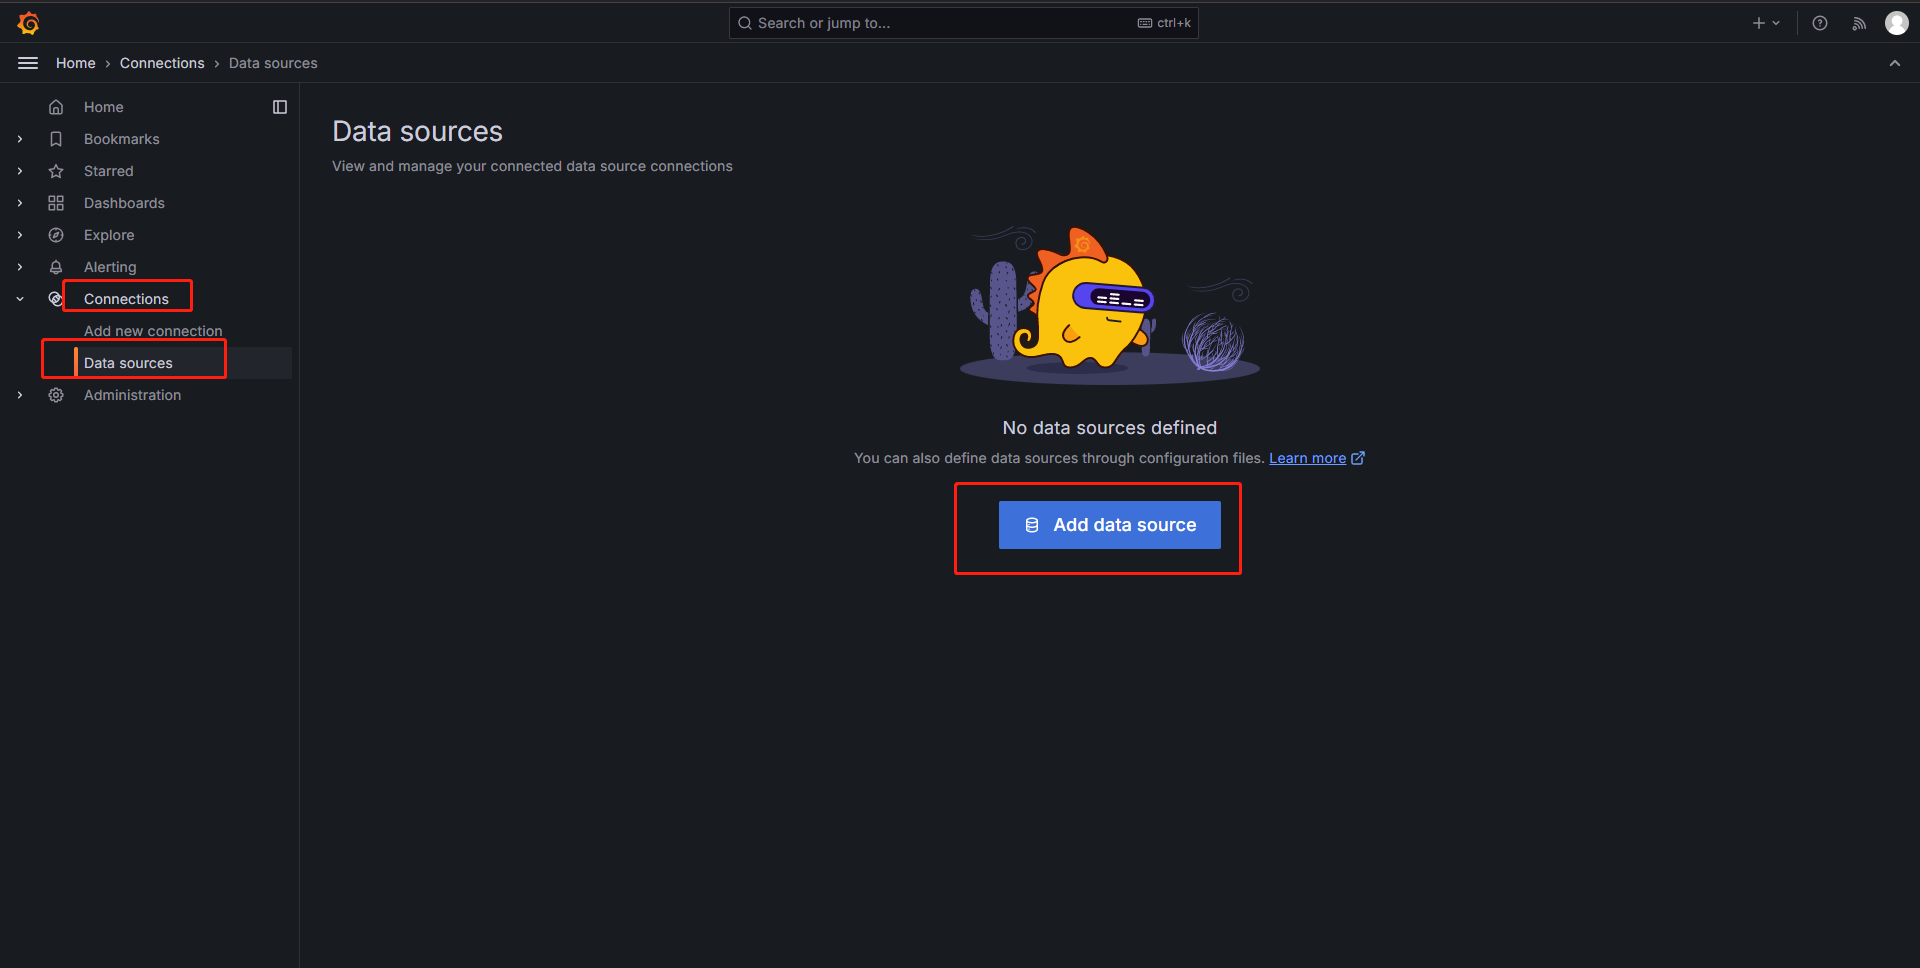 Search or jump to...
ctrl+k
Home › Connections › Data sources
Home
Bookmarks
Starred
Dashboards
Explore
Alerting
Connections
Add new connection
Data sources
Administration
Data sources
View and manage your connected data source connections
No data sources defined
You can also define data sources through configuration files. Learn more
Add data source